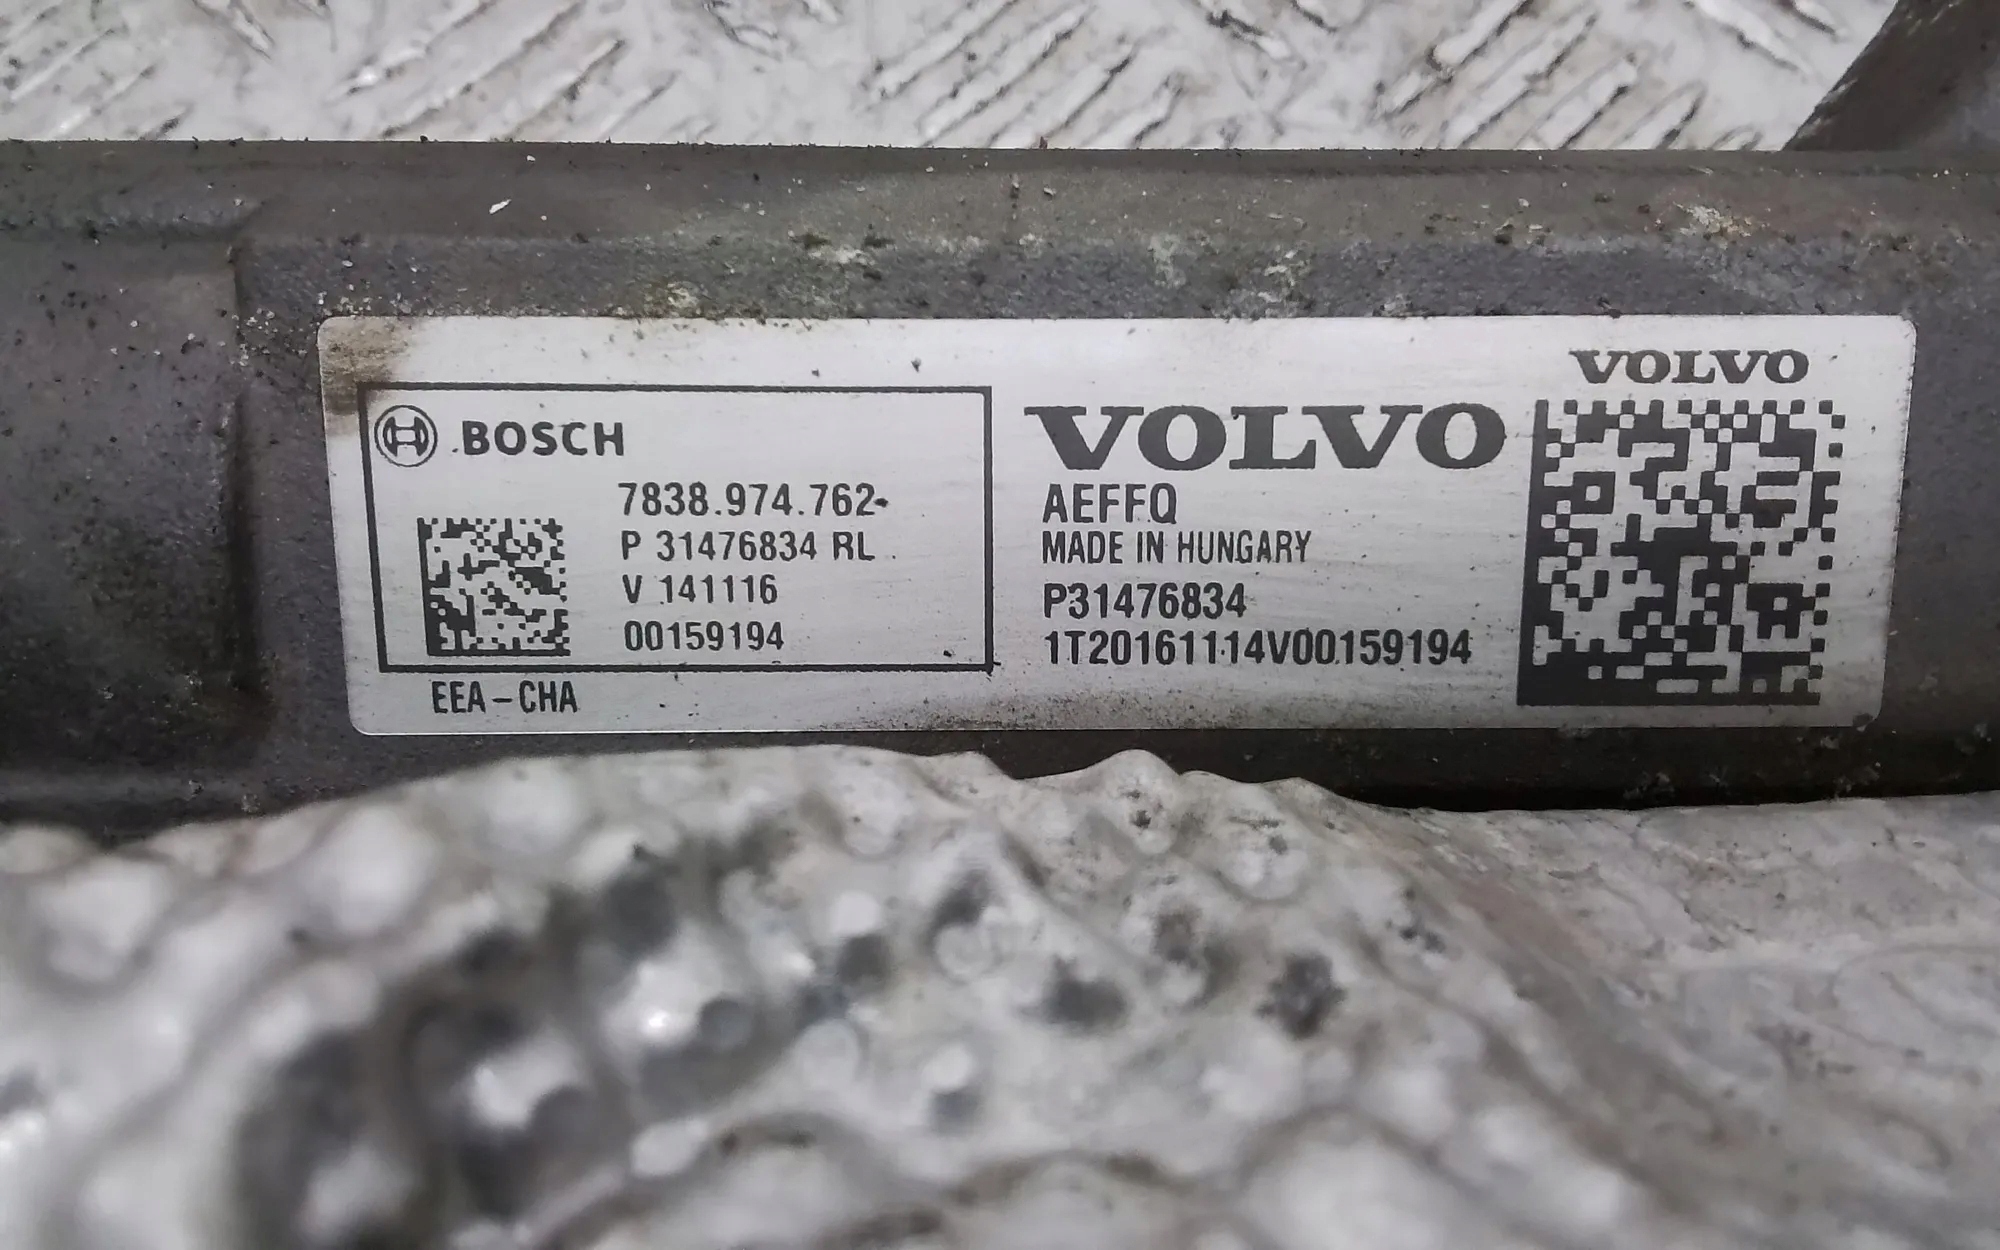 BOSCH
7838.974.762
P 31476834 RL
V 141116
00159194
EEA-CHA
VOLVO
AEFFQ
MADE IN HUNGARY
P31476834
1T20161114V00159194
VOLVO